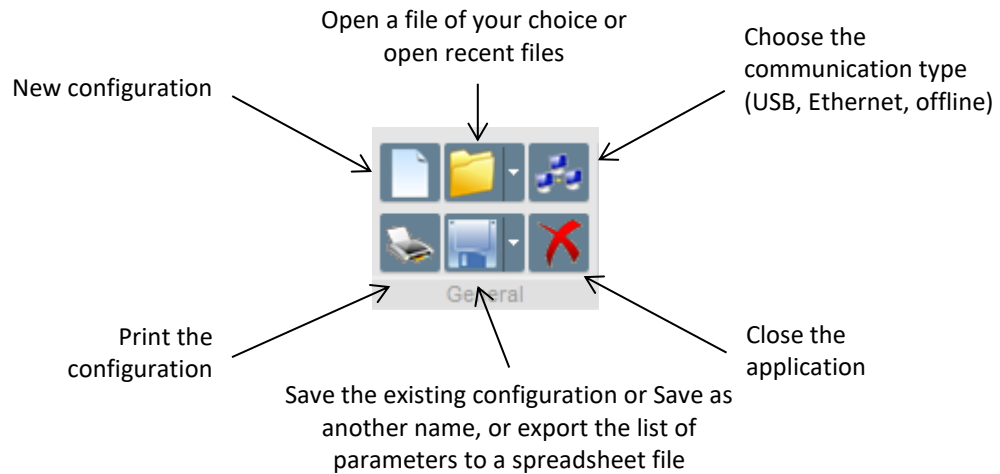 Open a file of your choice or
open recent files
Choose the
communication type
(USB, Ethernet, offline)
New configuration
General
Print the
configuration
Close the
application
Save the existing configuration or Save as
another name, or export the list of
parameters to a spreadsheet file